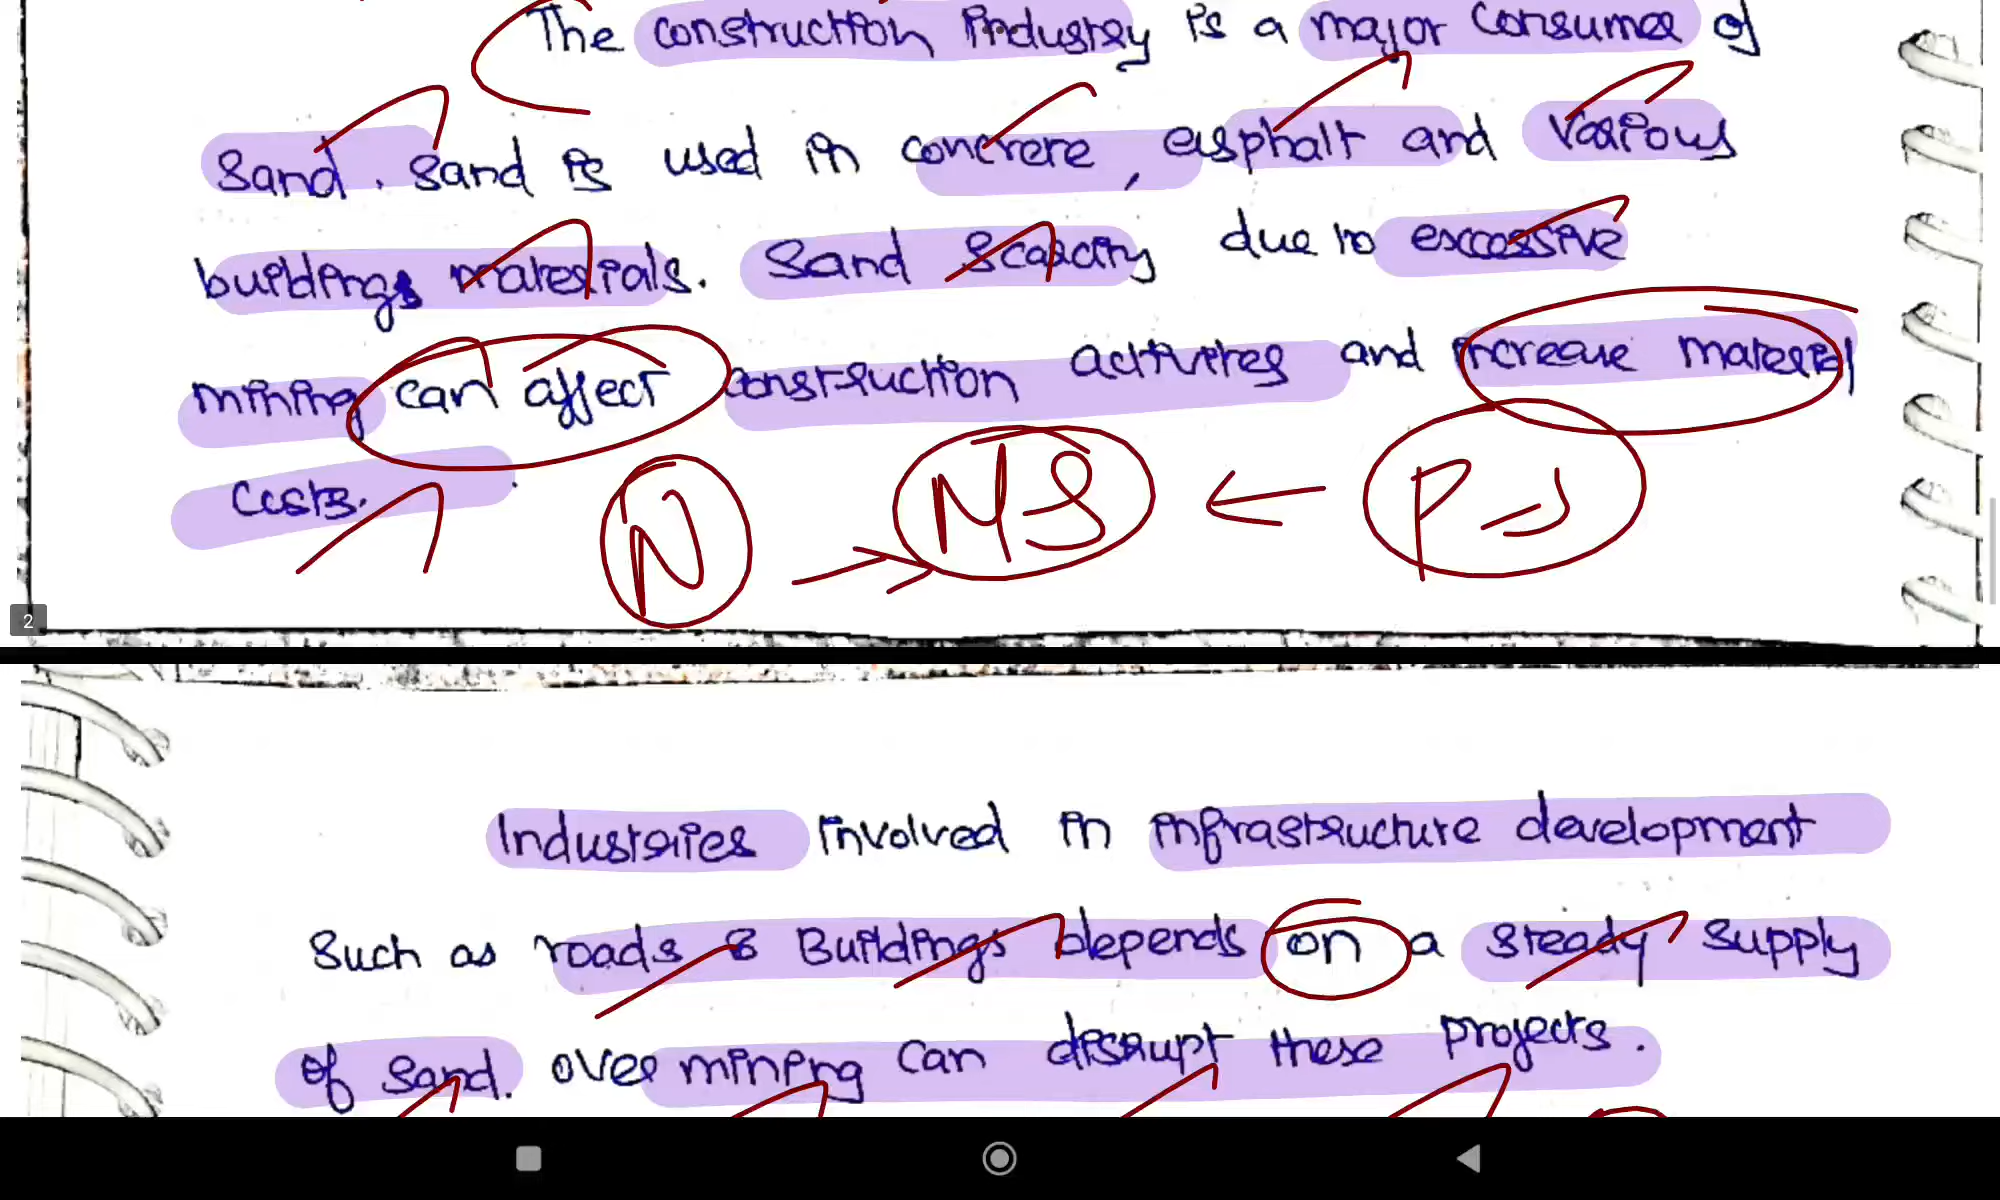 The construction industry is a major consumer of
Sand. Sand is used in concrere, asphalt and Various
buildings materials. Sand Scarcity due to excessive
mining can affect construction activities and increase material
Costs.
N → MS ← P
2
Industries involved in infrastructure development
Such as roads & Buildings depends on a steady supply
of sand. over mining can disrupt these projects.